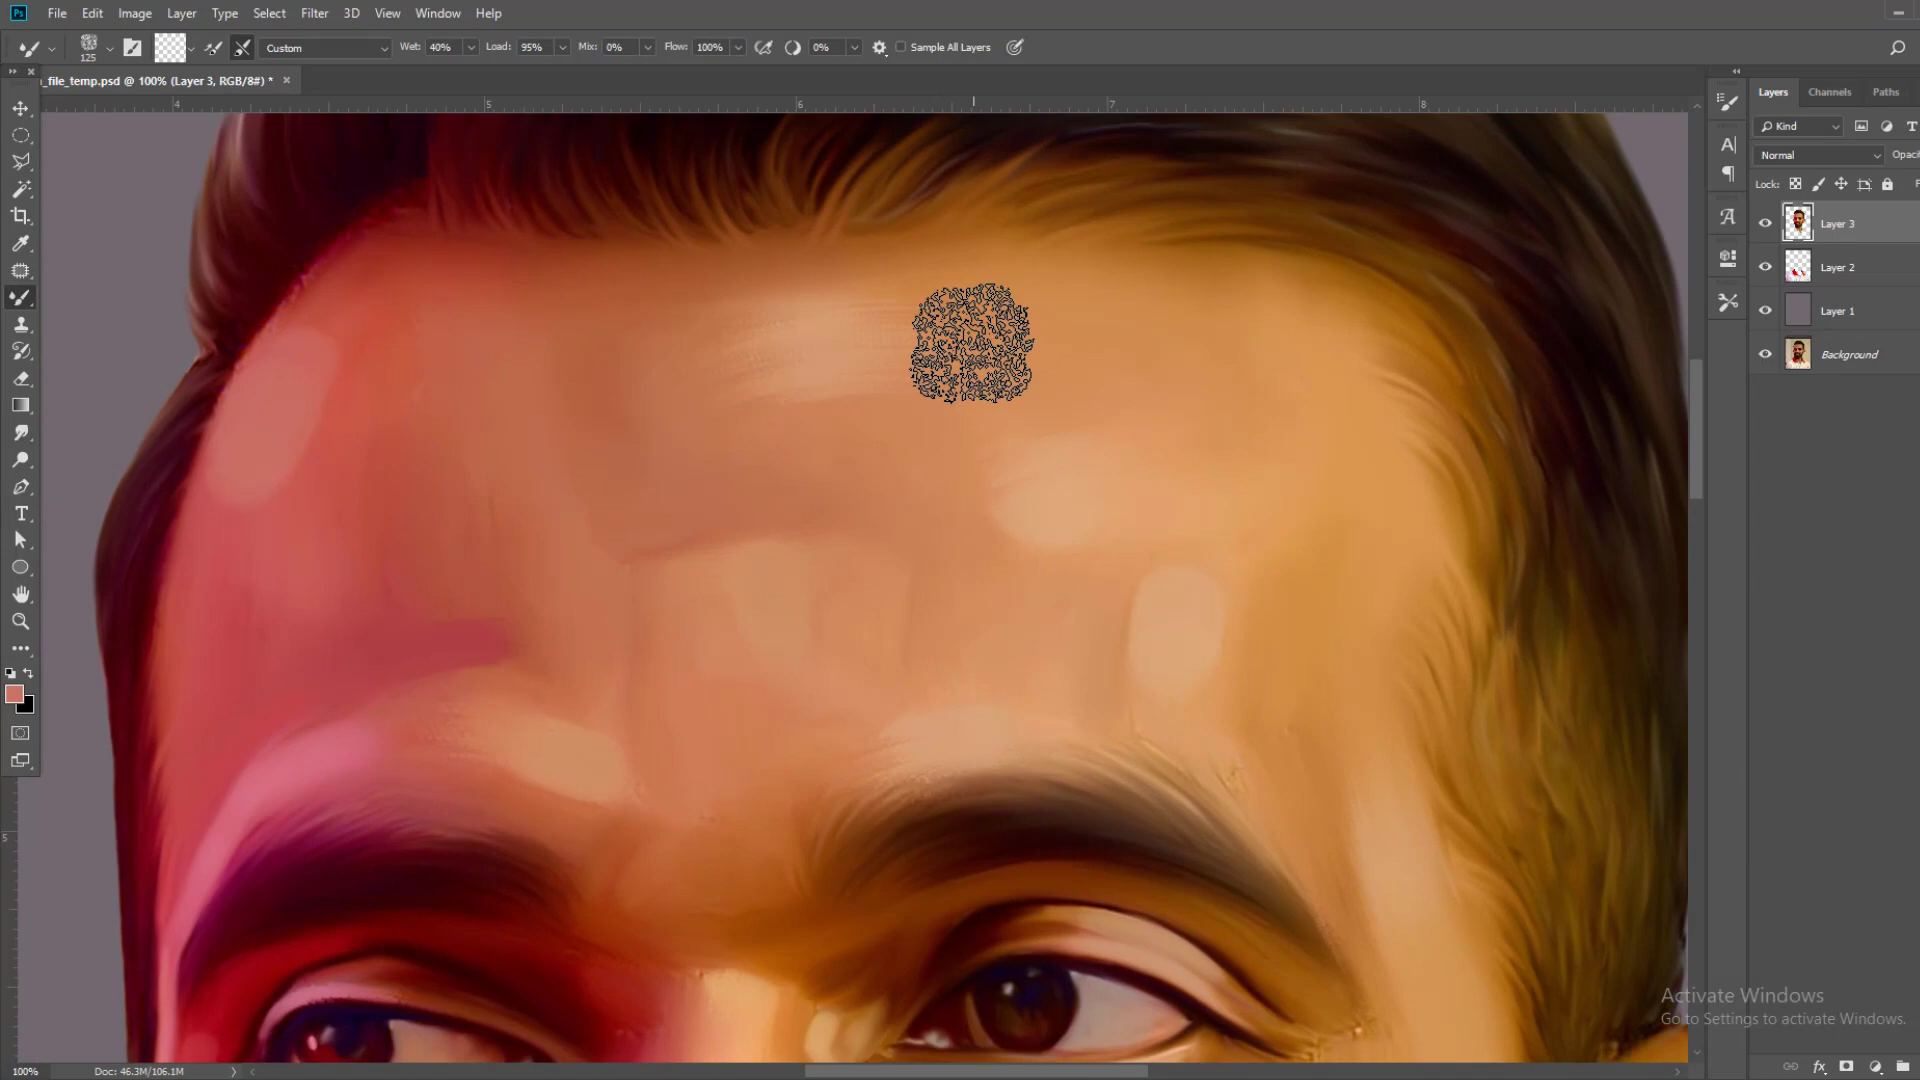 Ps File Edit Image Layer Type Select Filter 3D View Window Help
125 Custom Wet: 40% Load: 95% Mix: 0% Flow: 100% 0% Sample All Layers
_file_temp.psd @ 100% (Layer 3, RGB/8#) *
4 5 6 7 8
Layers Channels Paths
Kind
Normal Opaci
Lock: F
Layer 3
Layer 2
Layer 1
Background
5
Activate Windows
Go to Settings to activate Windows.
100% Doc: 46.3M/106.1M